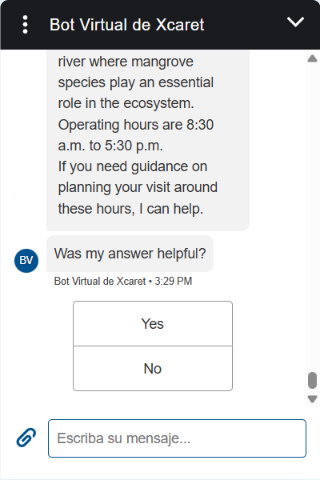 Bot Virtual de Xcaret
river where mangrove
species play an essential
role in the ecosystem.
Operating hours are 8:30
a.m. to 5:30 p.m.
If you need guidance on
planning your visit around
these hours, I can help.
Was my answer helpful?
BV
Bot Virtual de Xcaret • 3:29 PM
Yes
No
Escriba su mensaje...